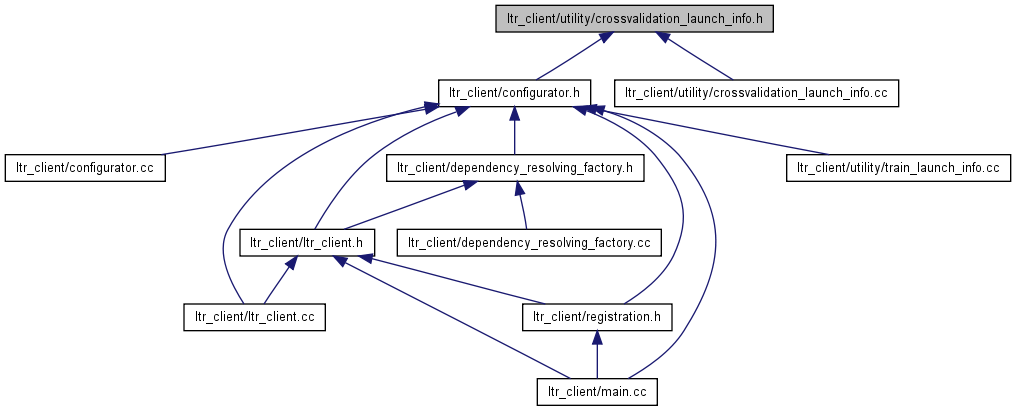 ltr_client/utility/crossvalidation_launch_info.h
ltr_client/configurator.h
ltr_client/utility/crossvalidation_launch_info.cc
ltr_client/configurator.cc
ltr_client/dependency_resolving_factory.h
ltr_client/utility/train_launch_info.cc
ltr_client/ltr_client.h
ltr_client/dependency_resolving_factory.cc
ltr_client/ltr_client.cc
ltr_client/registration.h
ltr_client/main.cc